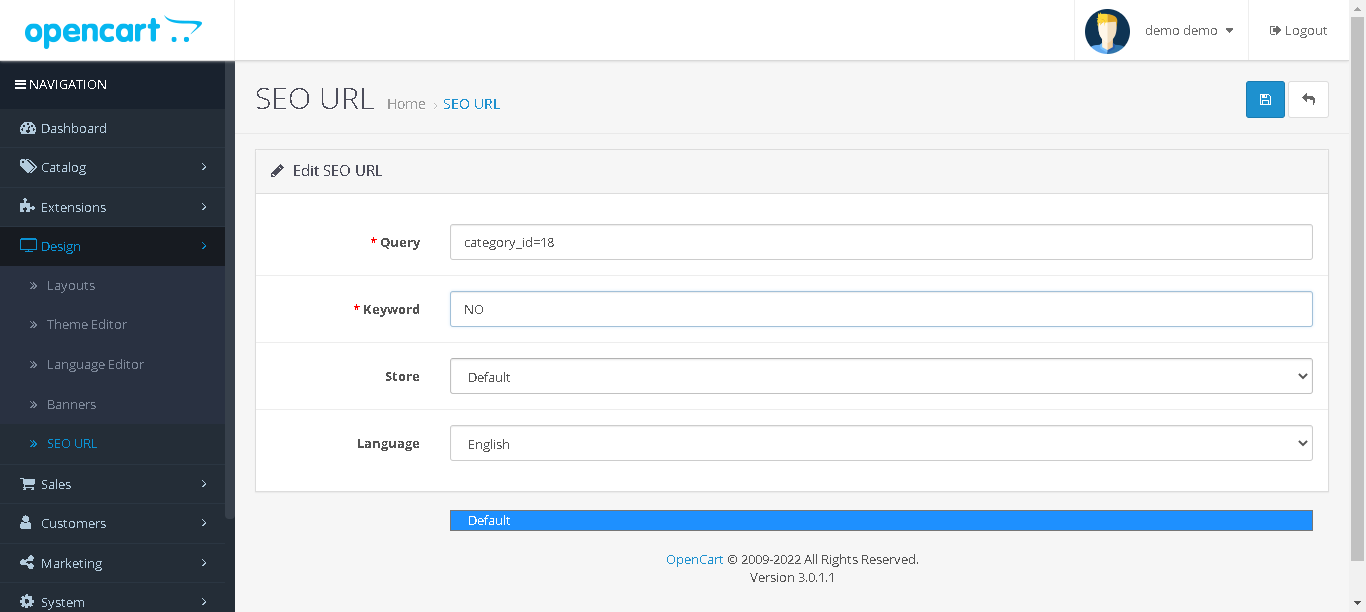 opencart
demo demo
Logout
NAVIGATION
Dashboard
Catalog
Extensions
Design
Layouts
Theme Editor
Language Editor
Banners
SEO URL
Sales
Customers
Marketing
System
SEO URL
Home › SEO URL
Edit SEO URL
* Query
category_id=18
* Keyword
NO
Store
Default
Language
English
Default
OpenCart © 2009-2022 All Rights Reserved.
Version 3.0.1.1